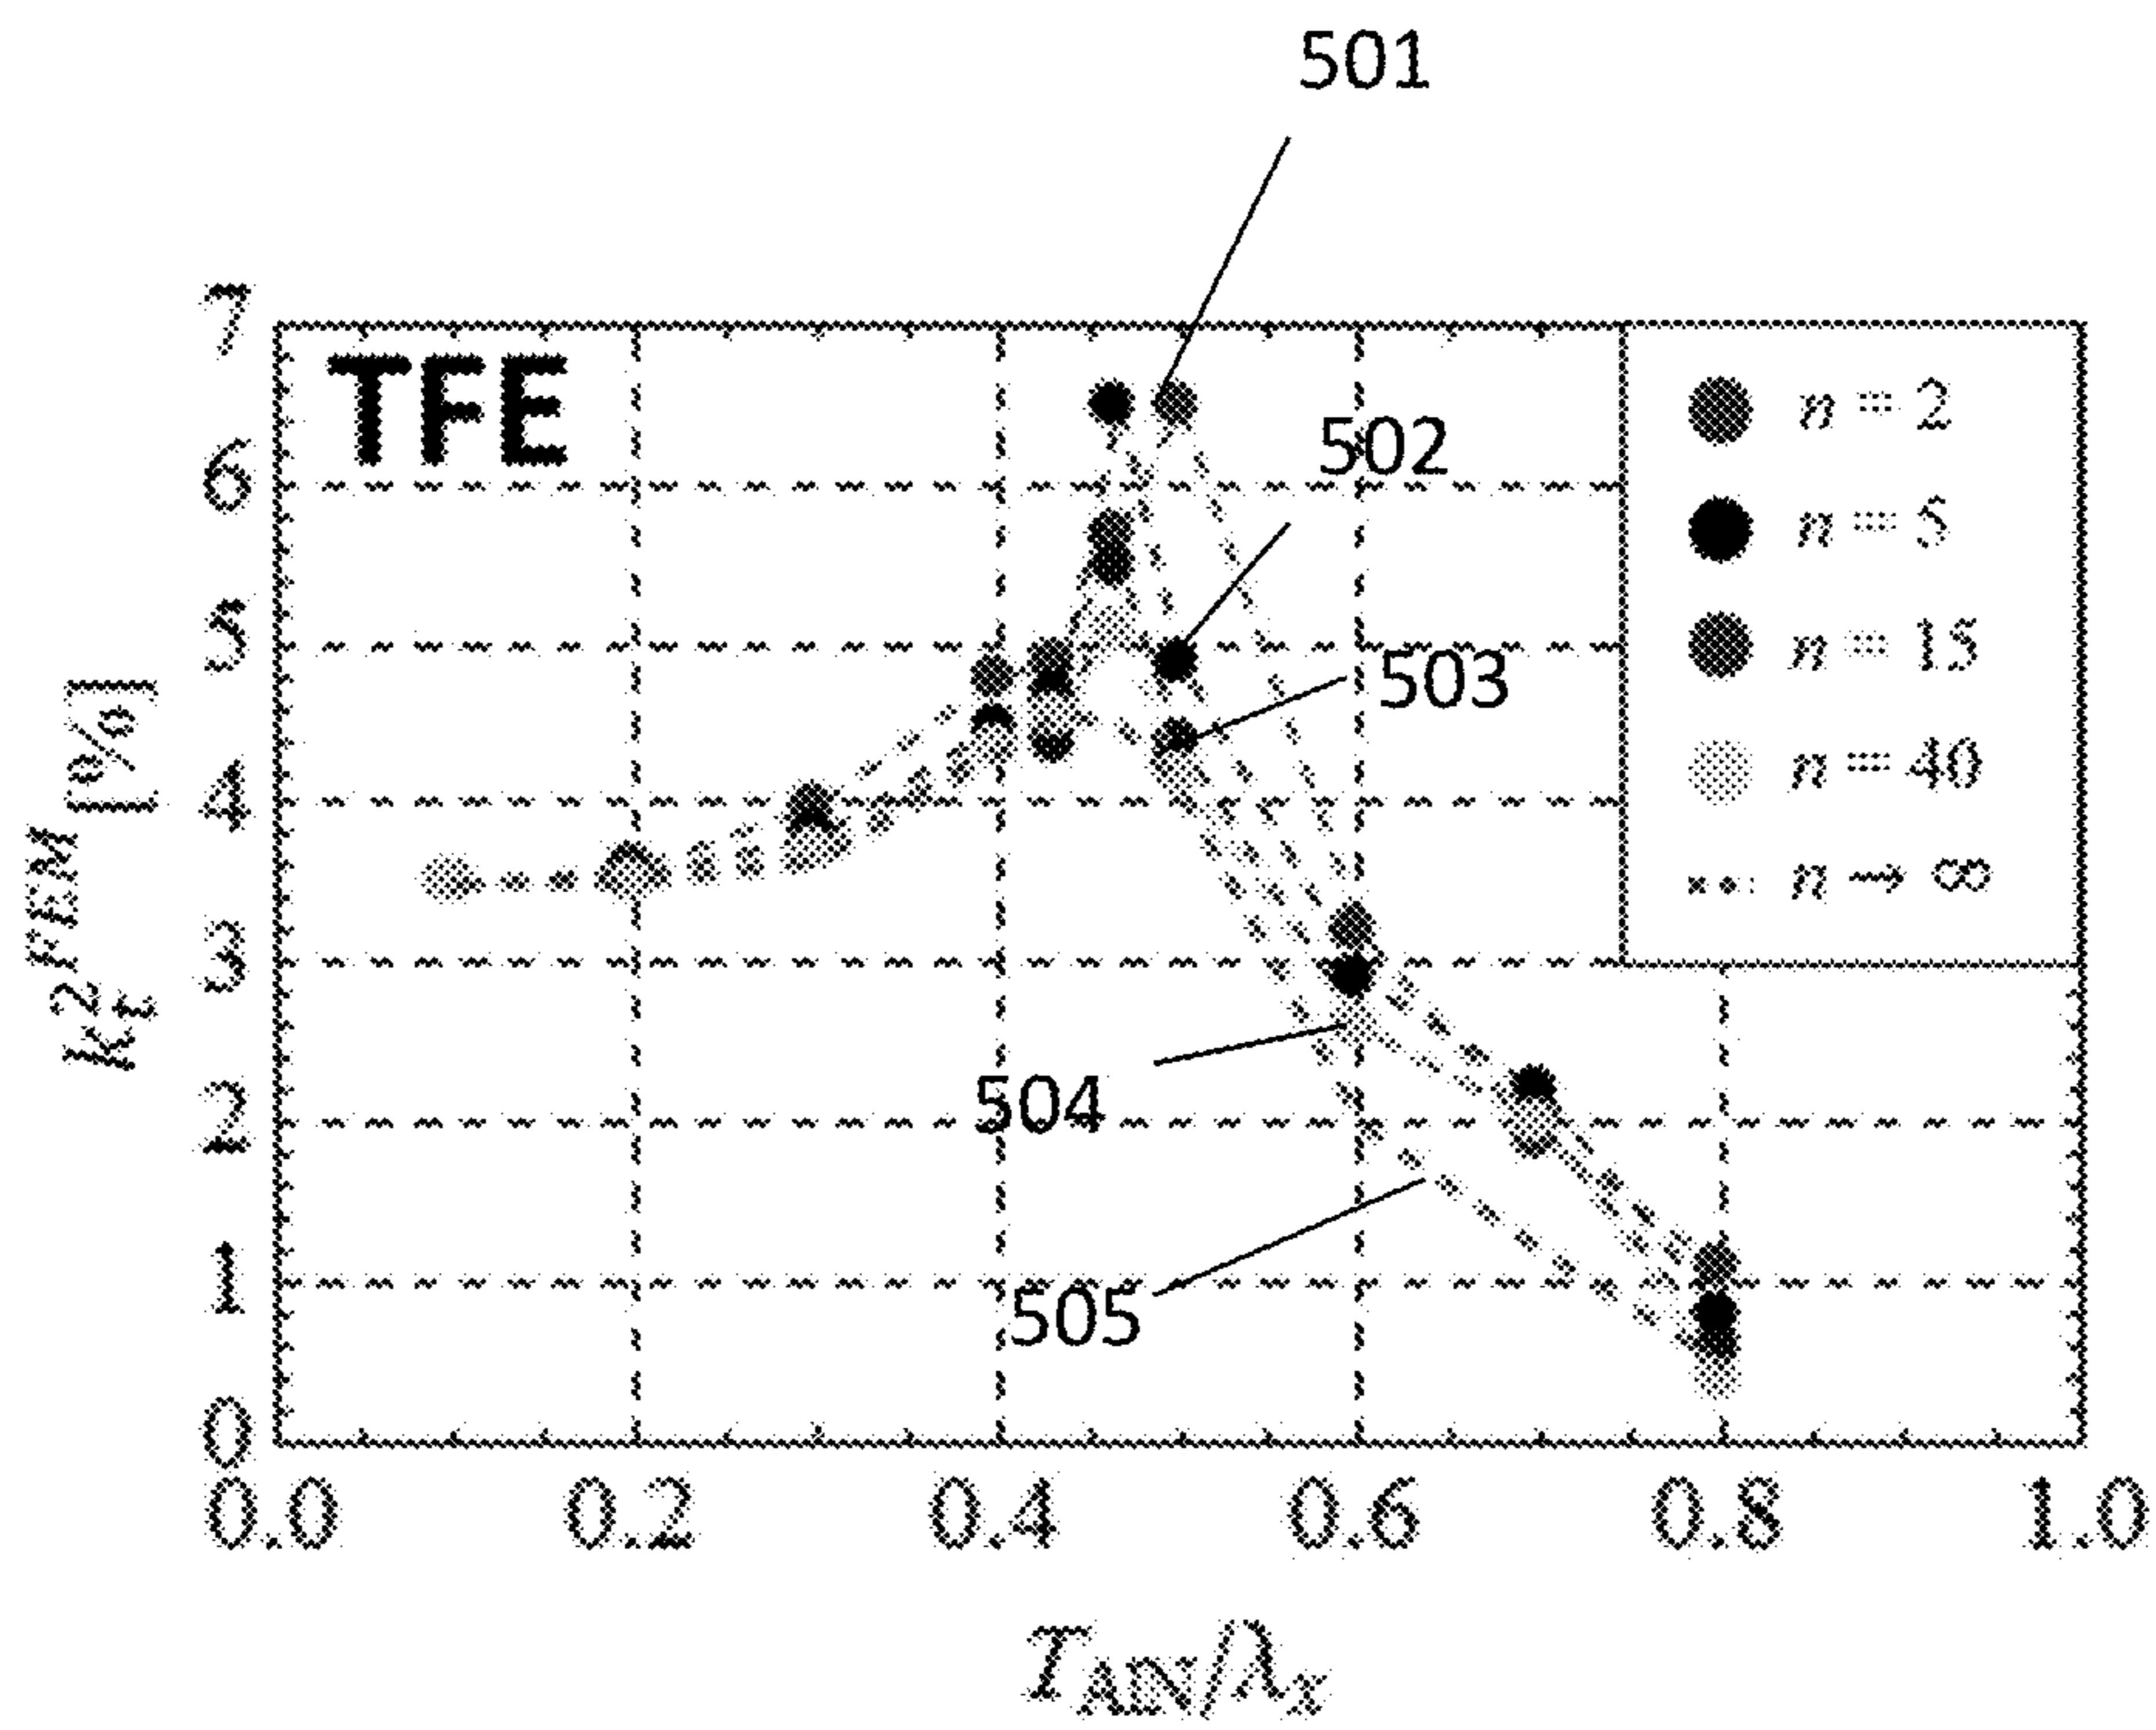 501
7
TFE
n = 2
502
6
n = 5
5
n = 15
503
4
n = 40
n → ∞
3
504
2
505
1
0
k_t^2 FEM [%]
0.0 0.2 0.4 0.6 0.8 1.0
T_AlN/λ_x